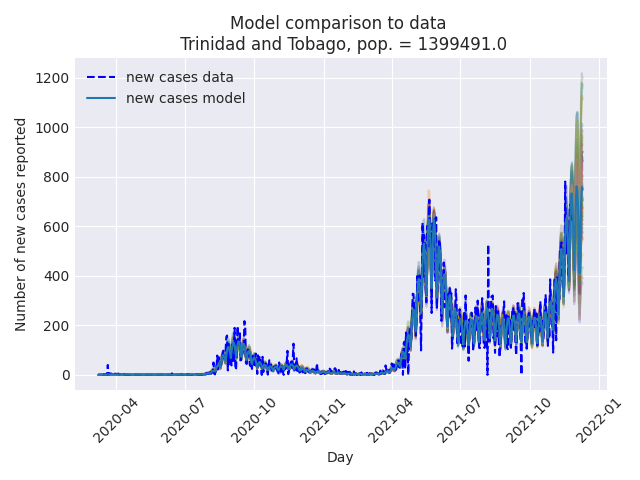 Model comparison to data
Trinidad and Tobago, pop. = 1399491.0
new cases data
new cases model
Number of new cases reported
1200
1000
800
600
400
200
0
2020-04
2020-07
2020-10
2021-01
2021-04
2021-07
2021-10
2022-01
Day